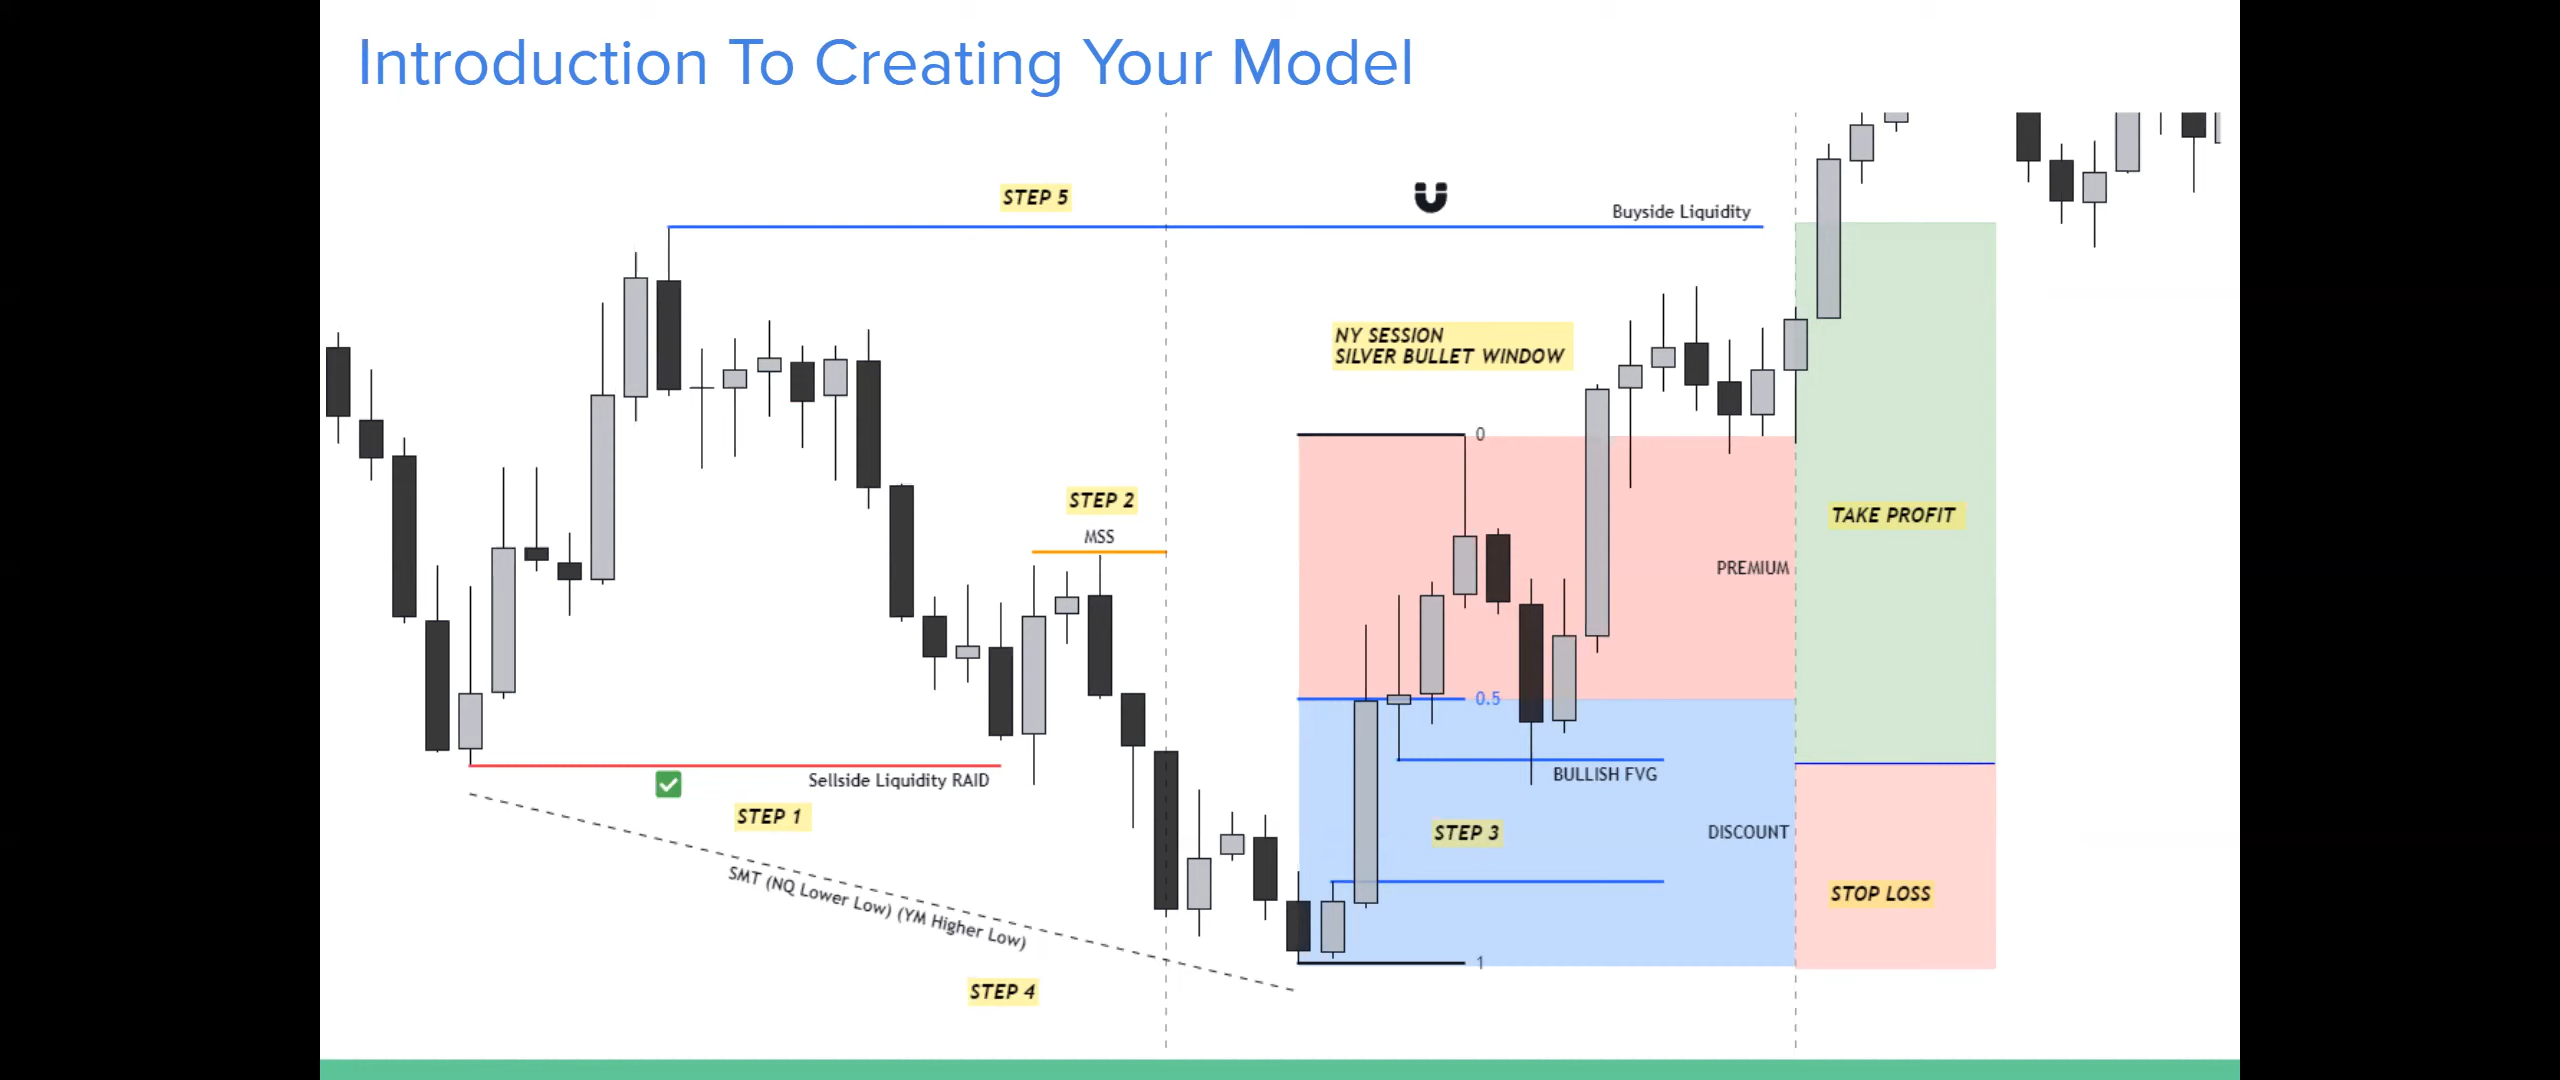 Introduction To Creating Your Model
STEP 5
Buyside Liquidity
NY SESSION
SILVER BULLET WINDOW
0
STEP 2
MSS
TAKE PROFIT
PREMIUM
0.5
Sellside Liquidity RAID
BULLISH FVG
STEP 1
STEP 3
DISCOUNT
SMT (NQ Lower Low) (YM Higher Low)
STOP LOSS
1
STEP 4